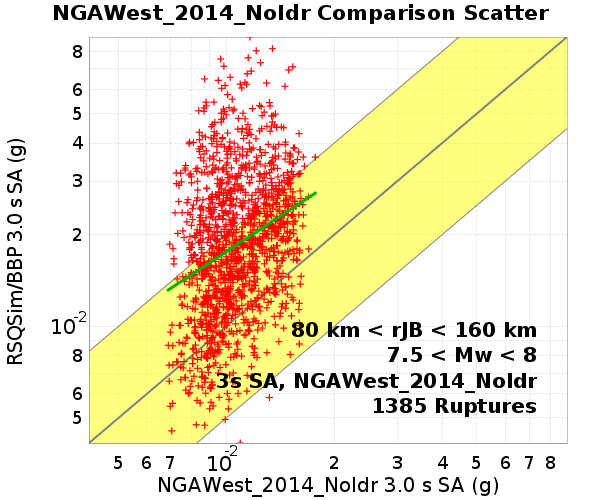 NGAWest_2014_NoIdr Comparison Scatter
RSQSim/BBP 3.0 s SA (g)
8
6
5
4
3
2
10-2
8
6
5
80 km < rJB < 160 km
7.5 < Mw < 8
3s SA, NGAWest_2014_NoIdr
1385 Ruptures
5 6 7 10-2 2 3 4 5 6 7 8
NGAWest_2014_NoIdr 3.0 s SA (g)